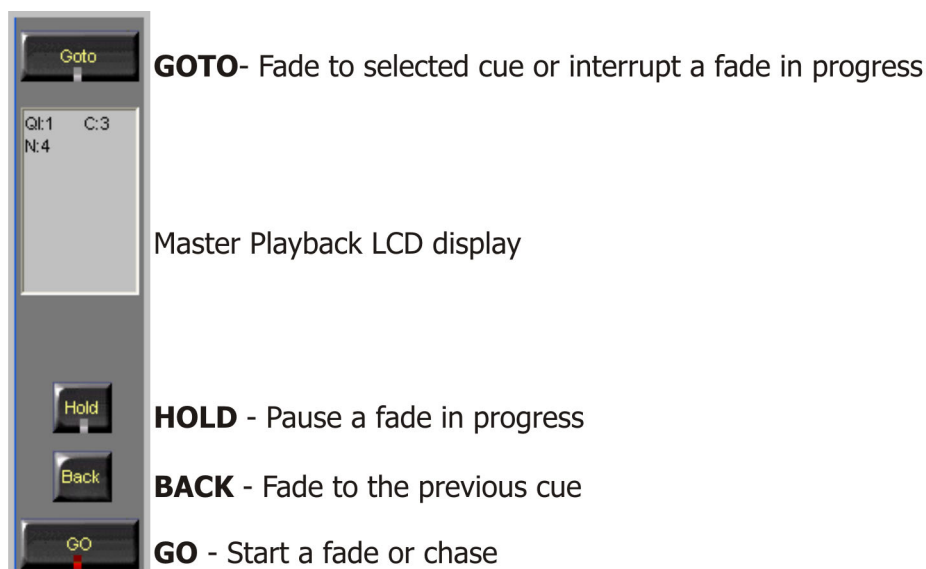 Goto
GOTO- Fade to selected cue or interrupt a fade in progress
Ql:1 C:3
N:4
Master Playback LCD display
Hold
HOLD - Pause a fade in progress
Back
BACK - Fade to the previous cue
GO
GO - Start a fade or chase